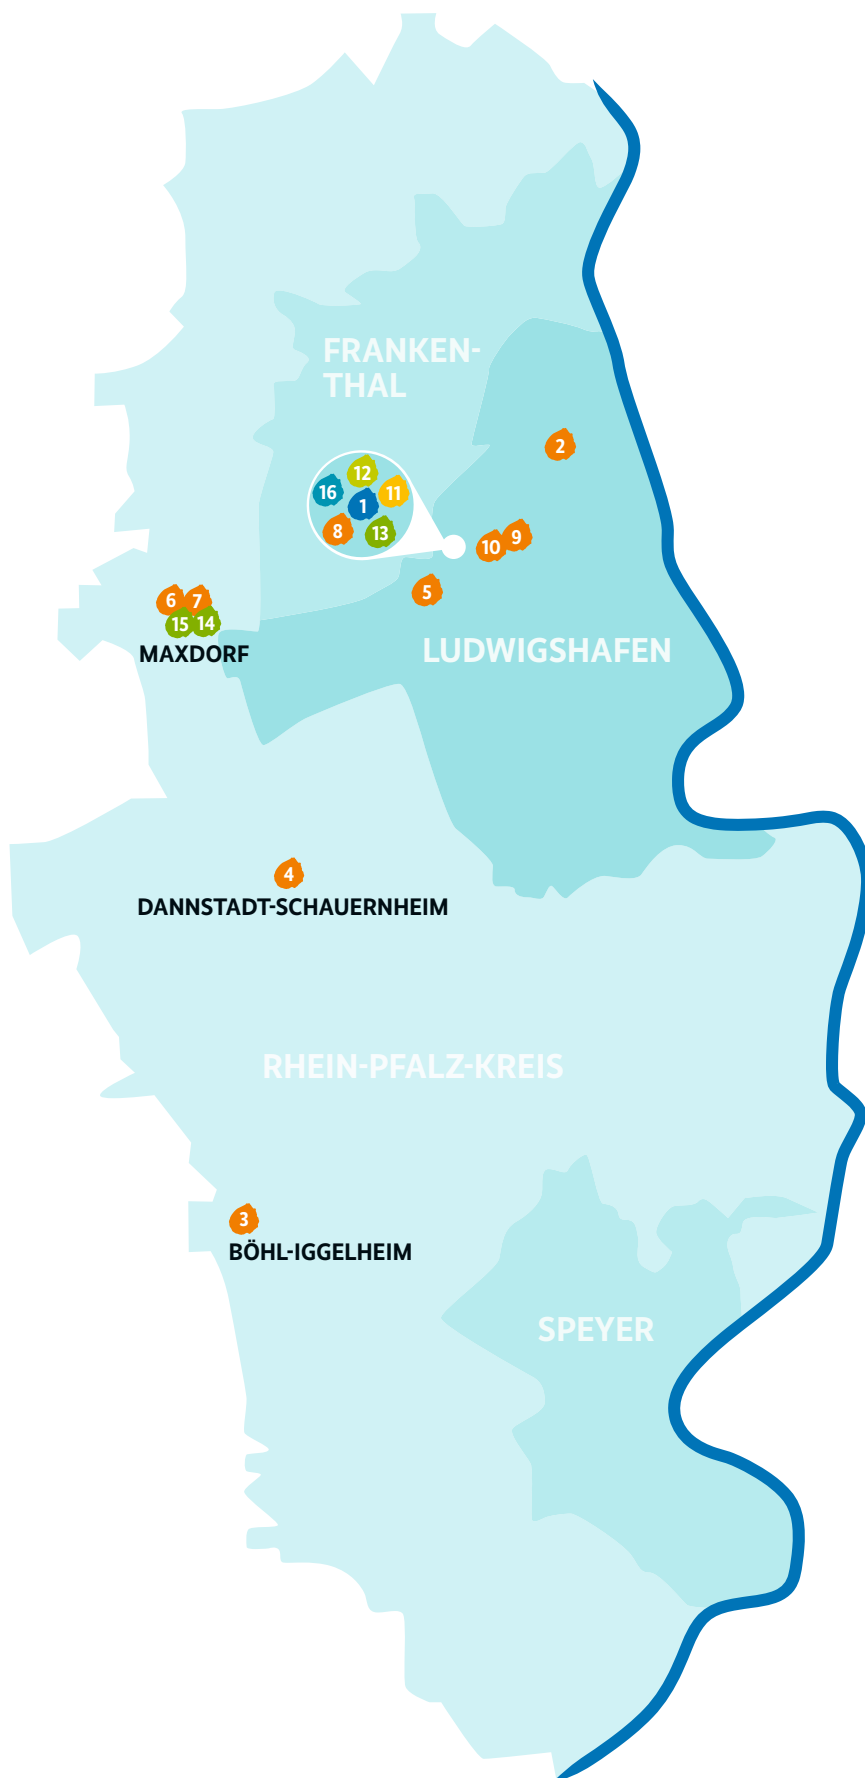 FRANKEN-
THAL
2
12
16
11
1
8
13
10
9
5
6
7
15
14
MAXDORF
LUDWIGSHAFEN
4
DANNSTADT-SCHAUERNHEIM
RHEIN-PFALZ-KREIS
3
BÖHL-IGGELHEIM
SPEYER